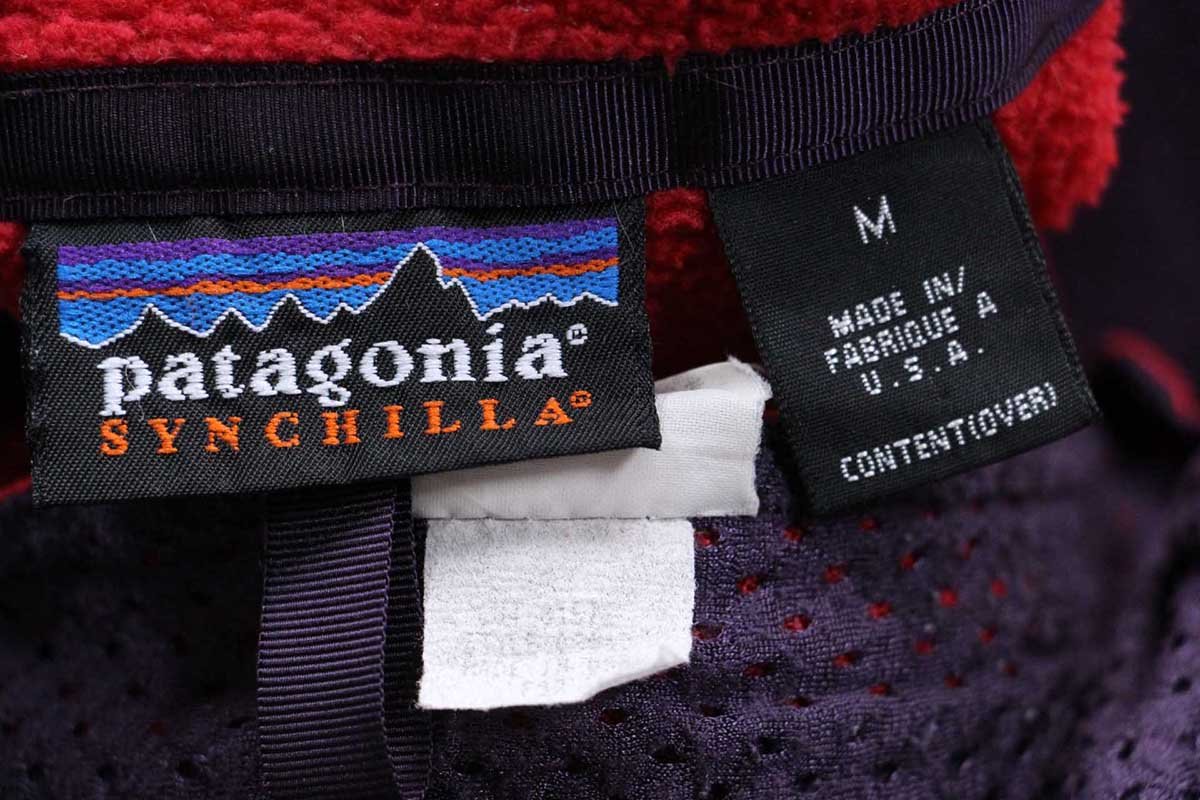 patagonia®
SYNCHILLA®
M
MADE IN/
FABRIQUE A
U.S.A.
CONTENT(OVER)